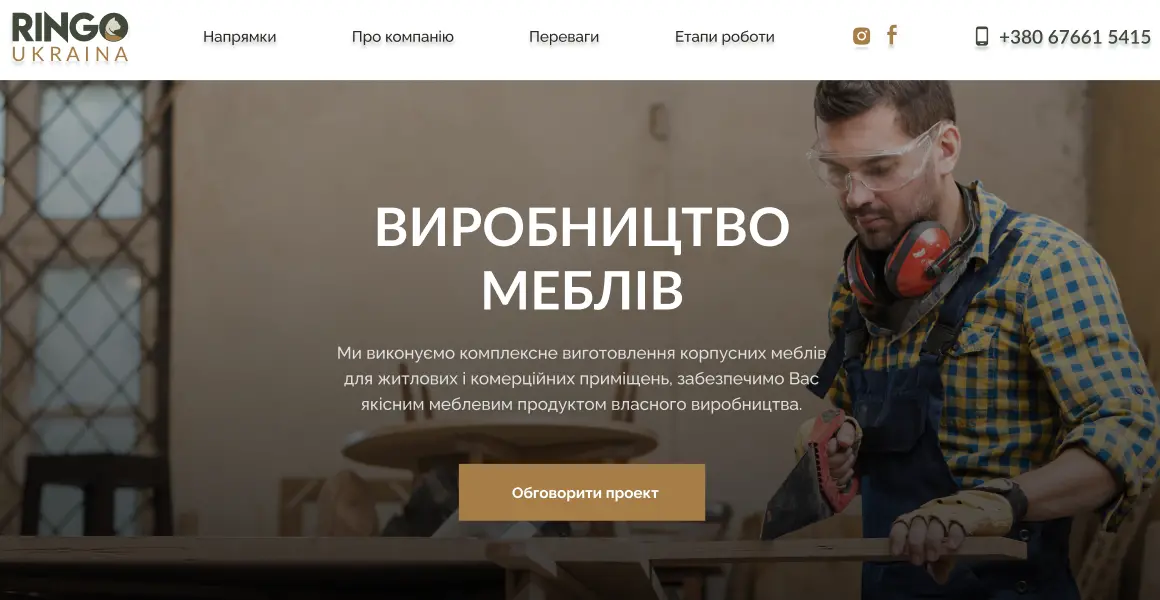 RINGO
UKRAINA
Напрямки
Про компанію
Переваги
Етапи роботи
+380 67661 5415
ВИРОБНИЦТВО
МЕБЛІВ
Ми виконуємо комплексне виготовлення корпусних меблів
для житлових і комерційних приміщень, забезпечимо Вас
якісним меблевим продуктом власного виробництва.
Обговорити проект